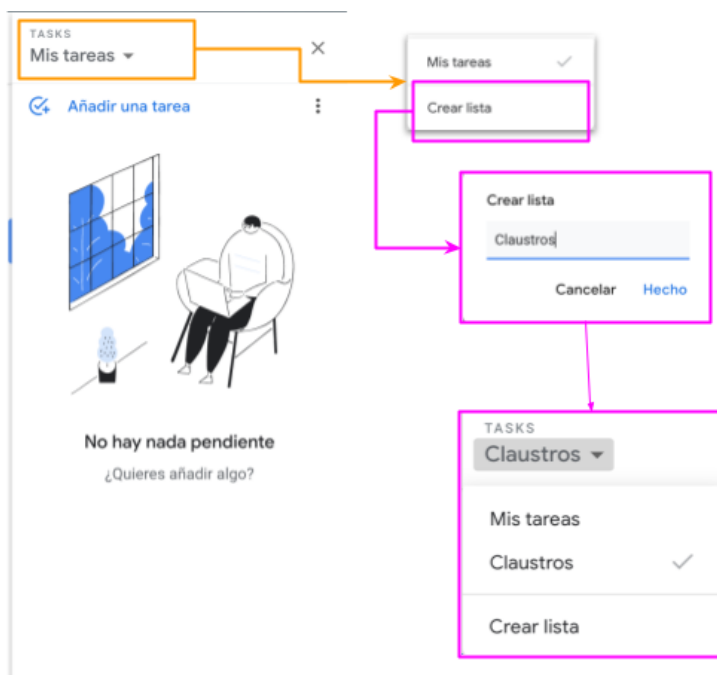 TASKS
Mis tareas
Añadir una tarea
No hay nada pendiente
¿Quieres añadir algo?
Mis tareas
Crear lista
Crear lista
Claustros
Cancelar Hecho
TASKS
Claustros
Mis tareas
Claustros
Crear lista